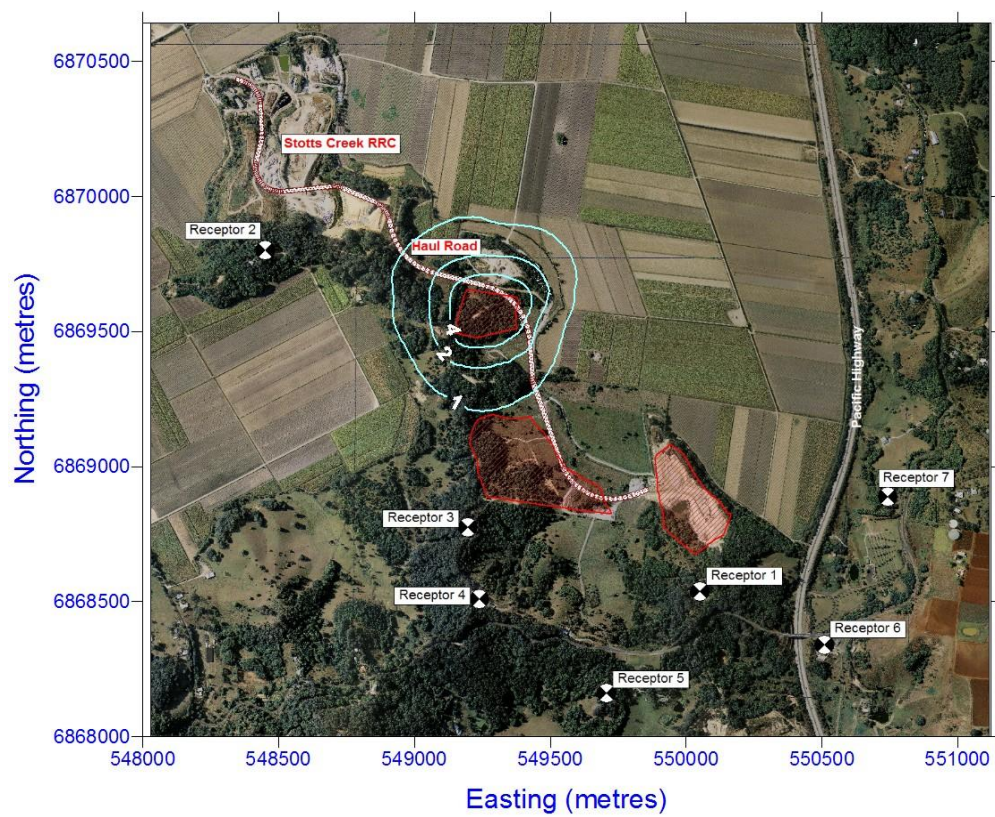 6870500
Stotts Creek RRC
6870000
Receptor 2
Haul Road
6869500
4
2
1
Pacific Highway
Northing (metres)
6869000
Receptor 7
Receptor 3
Receptor 1
Receptor 4
6868500
Receptor 6
Receptor 5
6868000
548000 548500 549000 549500 550000 550500 551000
Easting (metres)